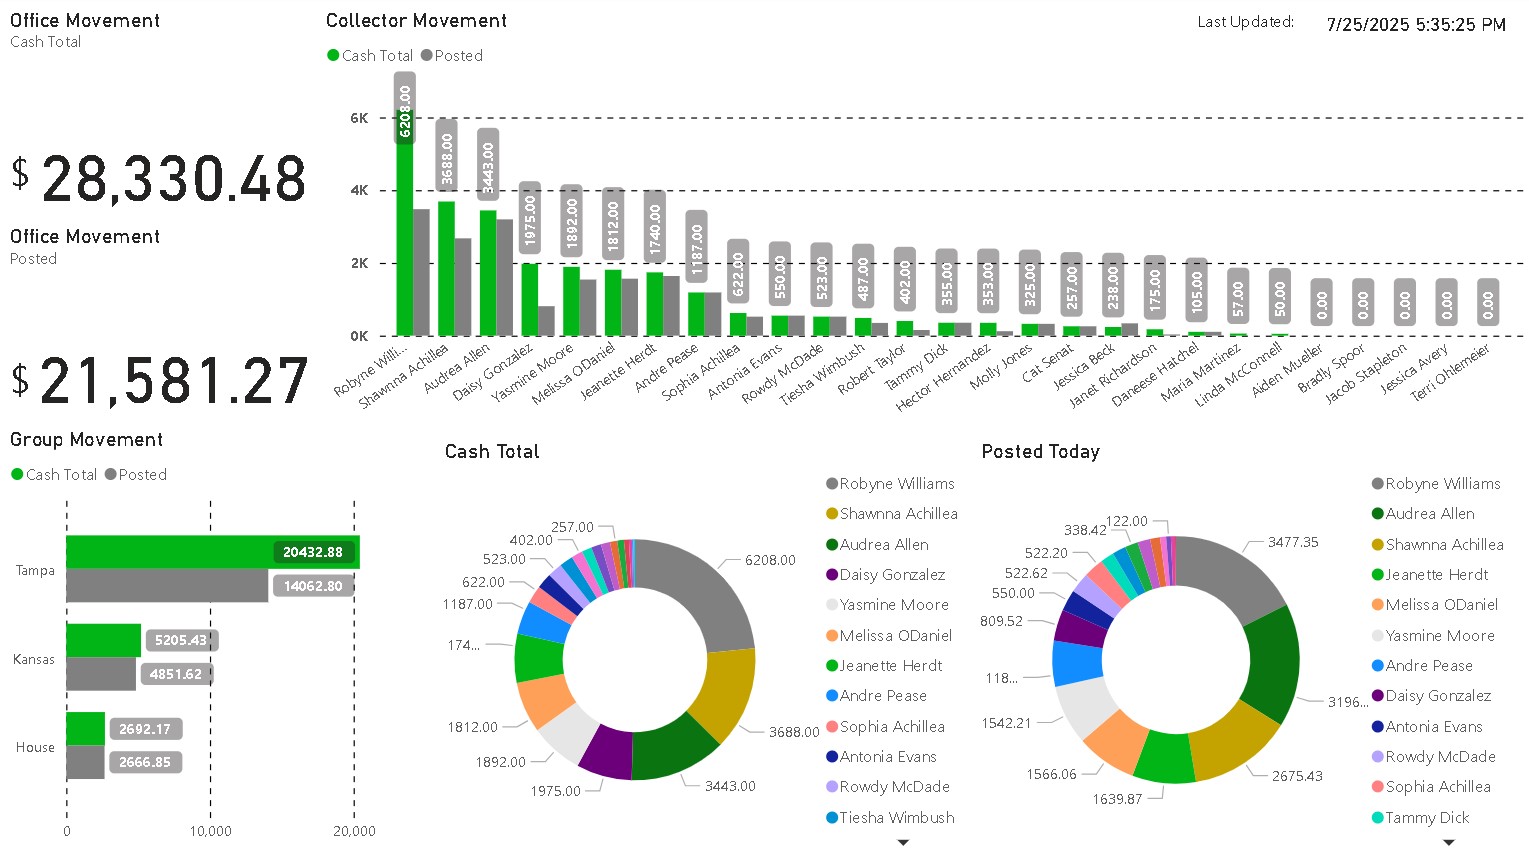 Office Movement
Cash Total
$ 28,330.48
Office Movement
Posted
$ 21,581.27
Collector Movement
Cash Total Posted
Last Updated: 7/25/2025 5:35:25 PM
6K
4K
2K
0K
6208.00
3688.00
3443.00
1975.00
1892.00
1812.00
1740.00
1187.00
622.00
550.00
523.00
487.00
402.00
355.00
353.00
325.00
257.00
238.00
175.00
105.00
57.00
50.00
0.00
0.00
0.00
0.00
0.00
Robyne Willi...
Shawnna Achillea
Audrea Allen
Daisy Gonzalez
Yasmine Moore
Melissa ODaniel
Jeanette Herdt
Andre Pease
Sophia Achillea
Antonia Evans
Rowdy McDade
Tiesha Wimbush
Robert Taylor
Tammy Dick
Hector Hernandez
Molly Jones
Cat Senat
Jessica Beck
Janet Richardson
Daneese Hatchel
Maria Martinez
Linda McConnell
Aiden Mueller
Bradly Spoor
Jacob Stapleton
Jessica Avery
Terri Ohlemeier
Group Movement
Cash Total Posted
Tampa
20432.88
14062.80
Kansas
5205.43
4851.62
House
2692.17
2666.85
0 10,000 20,000
Cash Total
257.00
402.00
523.00
622.00
1187.00
174...
1812.00
1892.00
1975.00
3443.00
3688.00
6208.00
Robyne Williams
Shawnna Achillea
Audrea Allen
Daisy Gonzalez
Yasmine Moore
Melissa ODaniel
Jeanette Herdt
Andre Pease
Sophia Achillea
Antonia Evans
Rowdy McDade
Tiesha Wimbush
Posted Today
122.00
338.42
522.20
522.62
550.00
809.52
118...
1542.21
1566.06
1639.87
2675.43
3196...
3477.35
Robyne Williams
Audrea Allen
Shawnna Achillea
Jeanette Herdt
Melissa ODaniel
Yasmine Moore
Andre Pease
Daisy Gonzalez
Antonia Evans
Rowdy McDade
Sophia Achillea
Tammy Dick